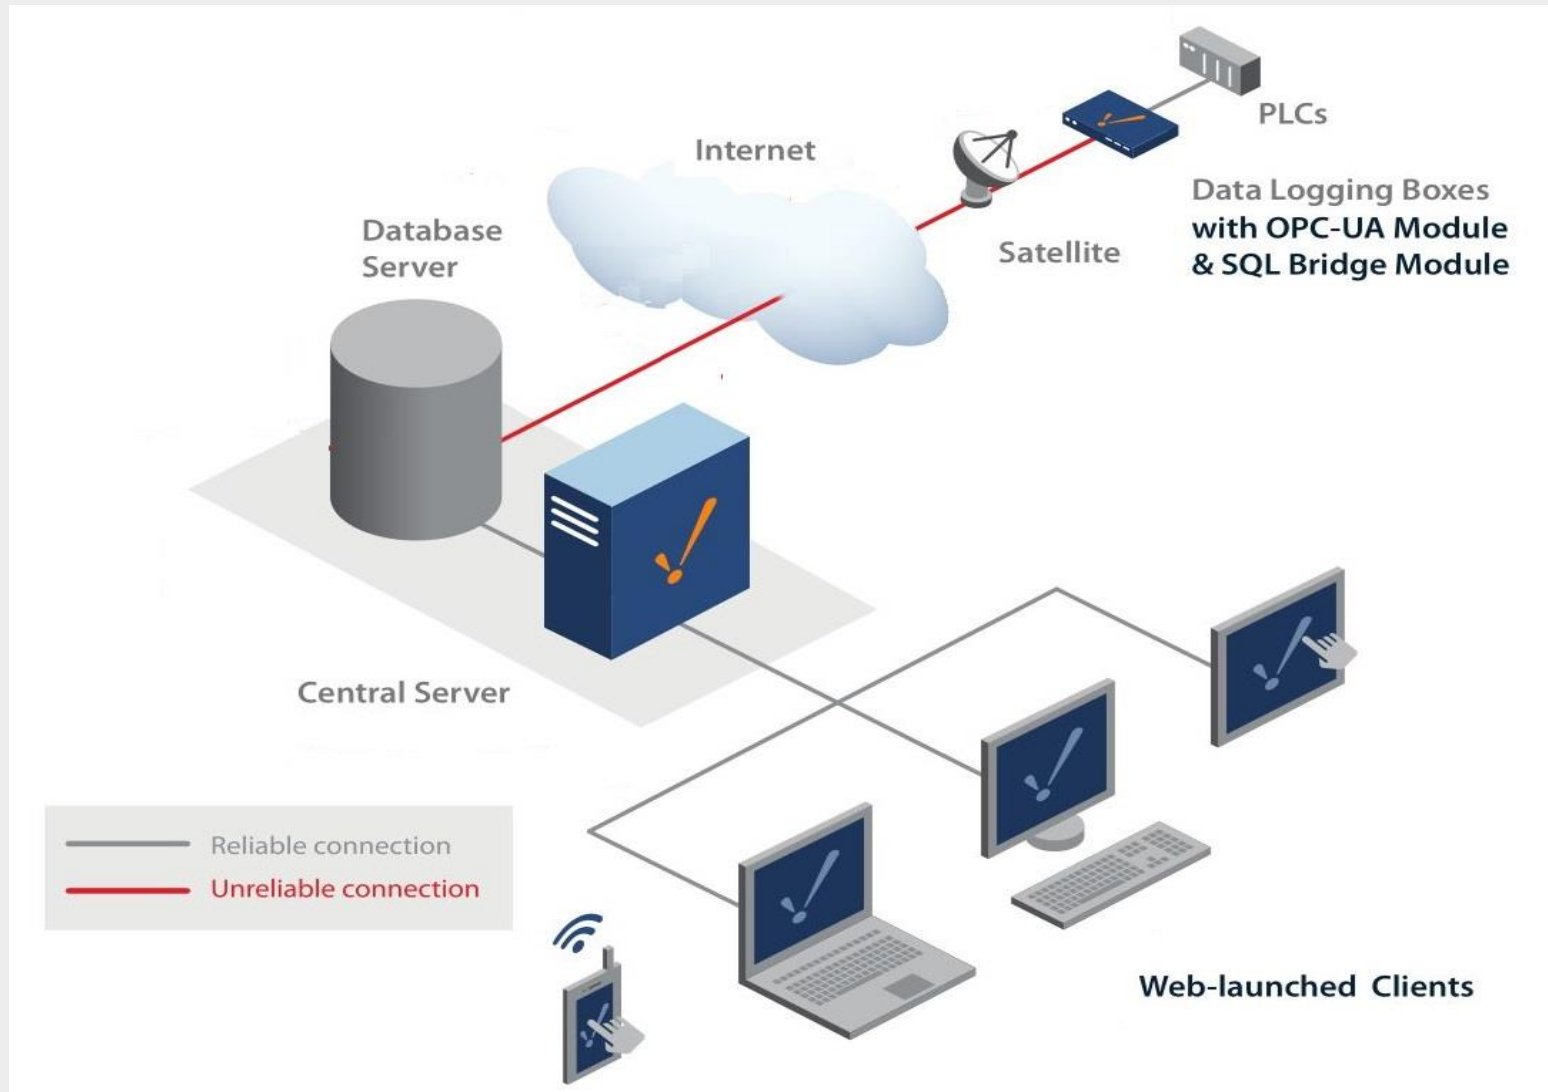 PLCs
Internet
Data Logging Boxes
with OPC-UA Module
& SQL Bridge Module
Satellite
Database
Server
Central Server
Reliable connection
Unreliable connection
Web-launched Clients